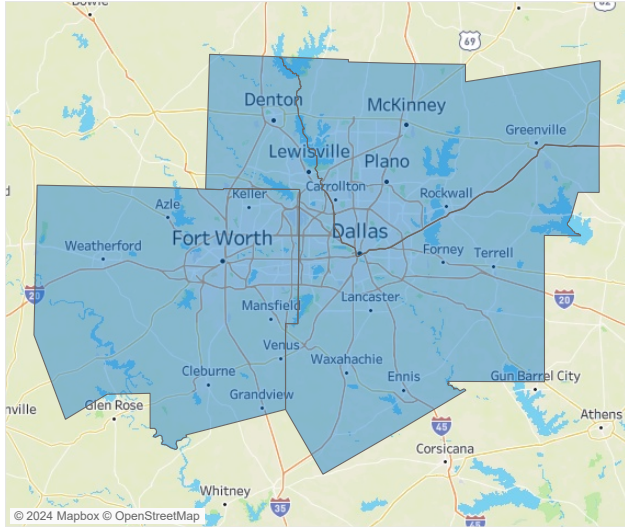 Bowie
82
69
Denton
McKinney
Greenville
Lewisville
Plano
Carrollton
Keller
Rockwall
Azle
Fort Worth
Dallas
Weatherford
Forney
Terrell
20
20
Lancaster
Mansfield
Venus
Waxahachie
Cleburne
Ennis
Gun Barrel City
Grandview
nville
Glen Rose
Athens
45
Corsicana
Whitney
35
45
© 2024 Mapbox © OpenStreetMap